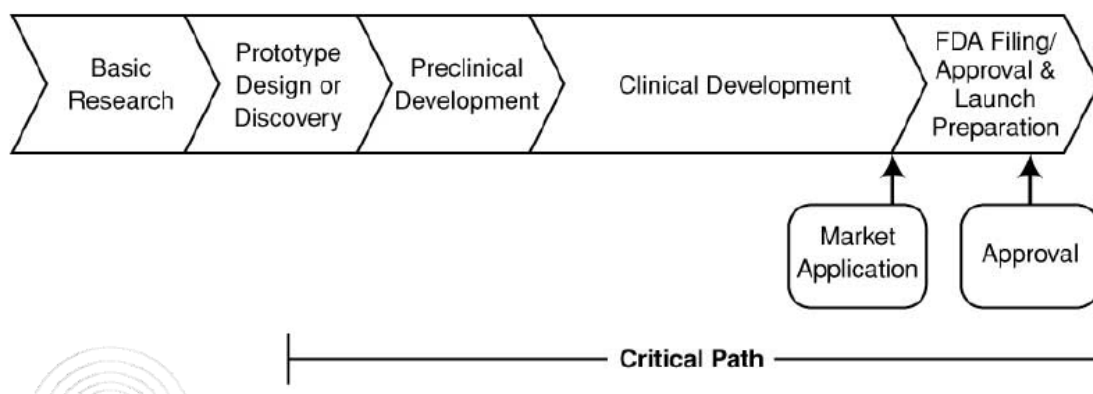 Basic
Research
Prototype
Design or
Discovery
Preclinical
Development
Clinical Development
FDA Filing/
Approval &
Launch
Preparation
Market
Application
Approval
Critical Path